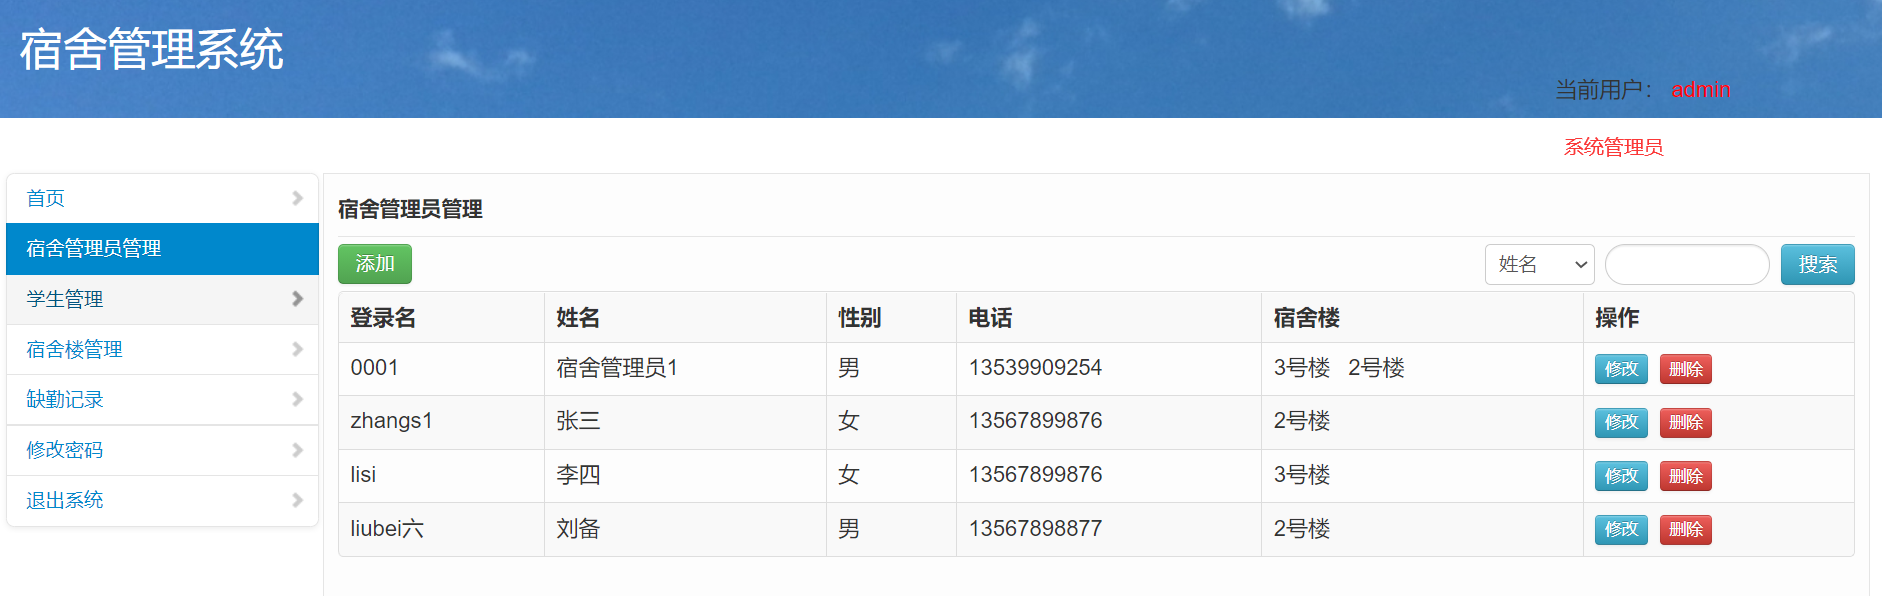 宿舍管理系统
当前用户： admin
系统管理员
首页
宿舍管理员管理
学生管理
宿舍楼管理
缺勤记录
修改密码
退出系统
宿舍管理员管理
添加 姓名 搜索
登录名 姓名 性别 电话 宿舍楼 操作
0001 宿舍管理员1 男 13539909254 3号楼 2号楼 修改 删除
zhangs1 张三 女 13567899876 2号楼 修改 删除
lisi 李四 女 13567899876 3号楼 修改 删除
liubei六 刘备 男 13567898877 2号楼 修改 删除